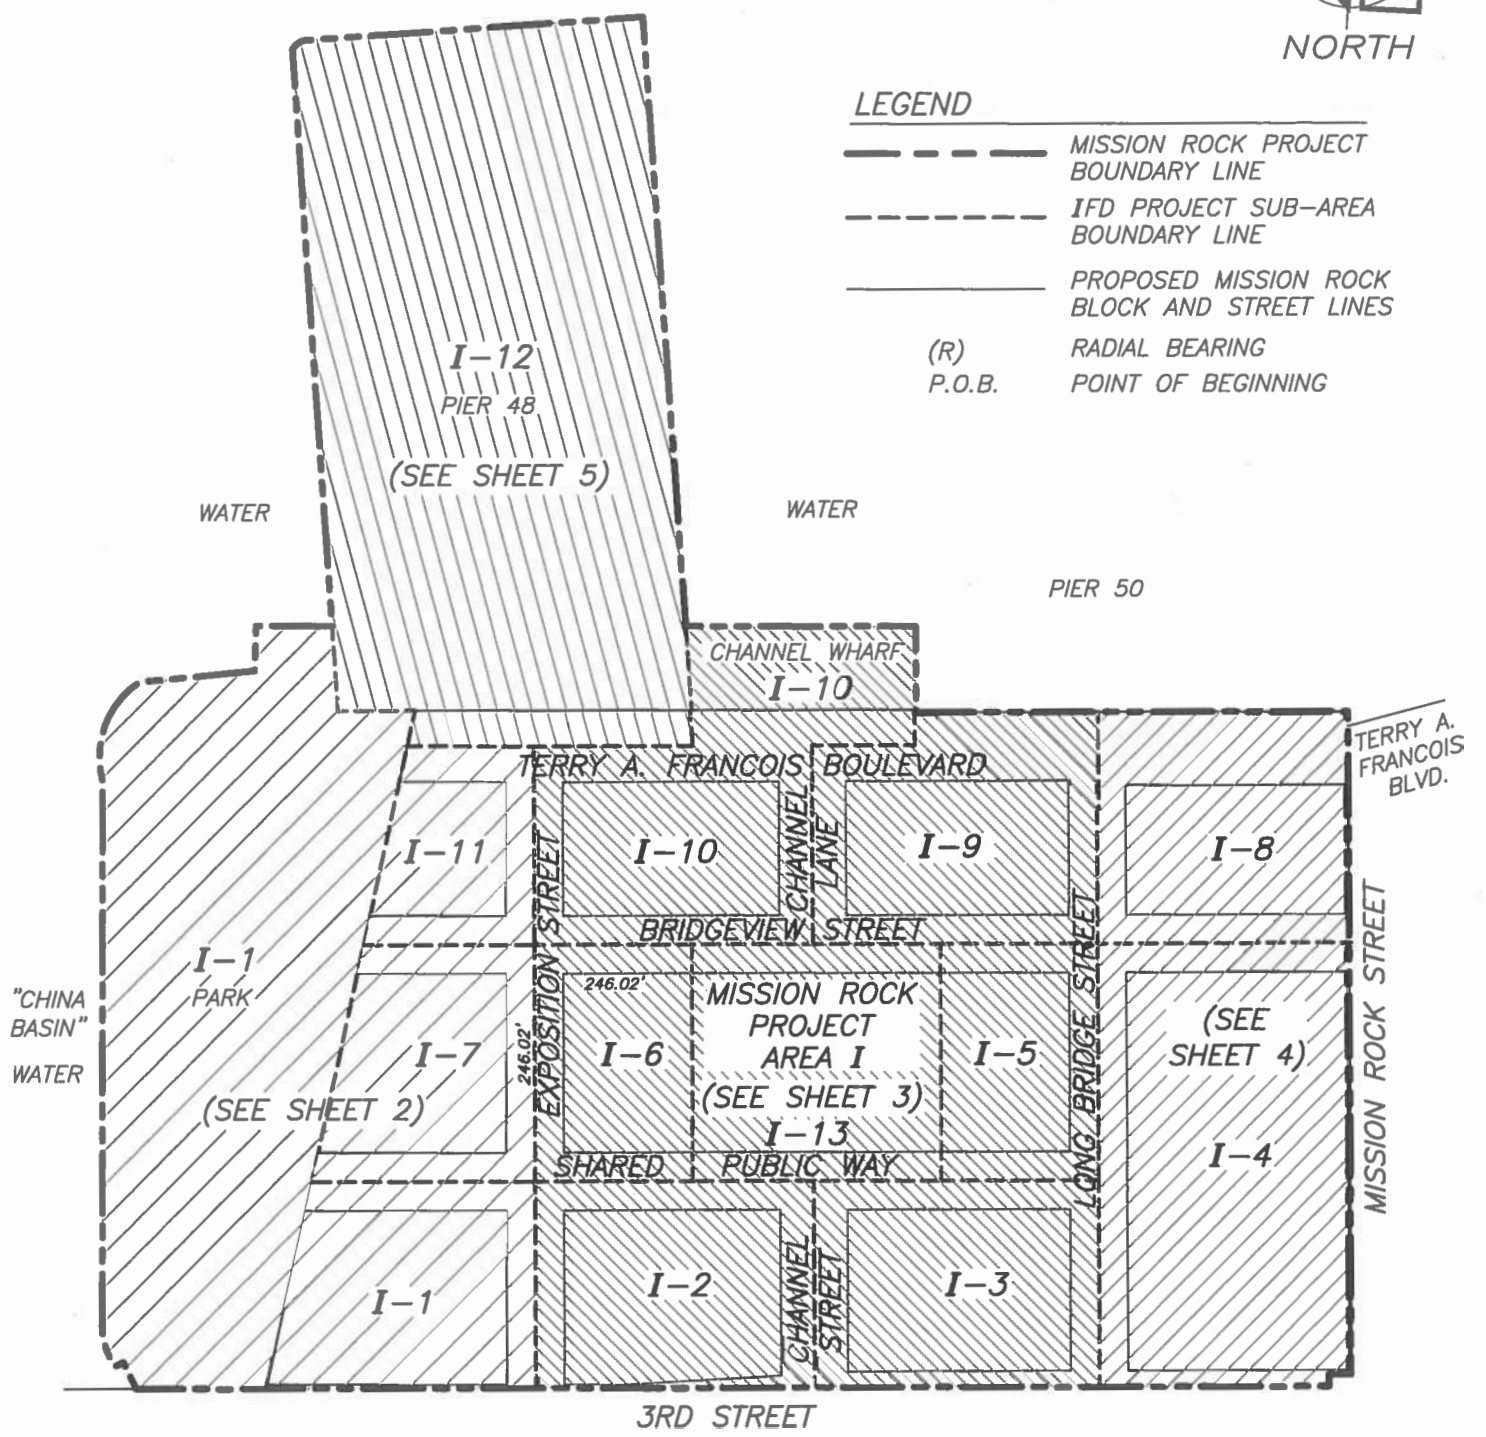 NORTH
LEGEND
MISSION ROCK PROJECT
BOUNDARY LINE
IFD PROJECT SUB-AREA
BOUNDARY LINE
PROPOSED MISSION ROCK
BLOCK AND STREET LINES
(R) RADIAL BEARING
P.O.B. POINT OF BEGINNING
I-12
PIER 48
(SEE SHEET 5)
WATER
WATER
PIER 50
CHANNEL WHARF
I-10
TERRY A.
FRANCOIS
BLVD.
TERRY A. FRANCOIS BOULEVARD
I-11
EXPOSITION STREET
I-10
CHANNEL
LANE
I-9
LONG BRIDGE STREET
I-8
MISSION ROCK STREET
BRIDGEVIEW STREET
I-1
PARK
"CHINA
BASIN"
WATER
I-7
(SEE SHEET 2)
246.02'
246.02'
I-6
MISSION ROCK
PROJECT
AREA I
(SEE SHEET 3)
I-13
I-5
(SEE
SHEET 4)
I-4
SHARED PUBLIC WAY
I-1
I-2
CHANNEL
STREET
I-3
3RD STREET